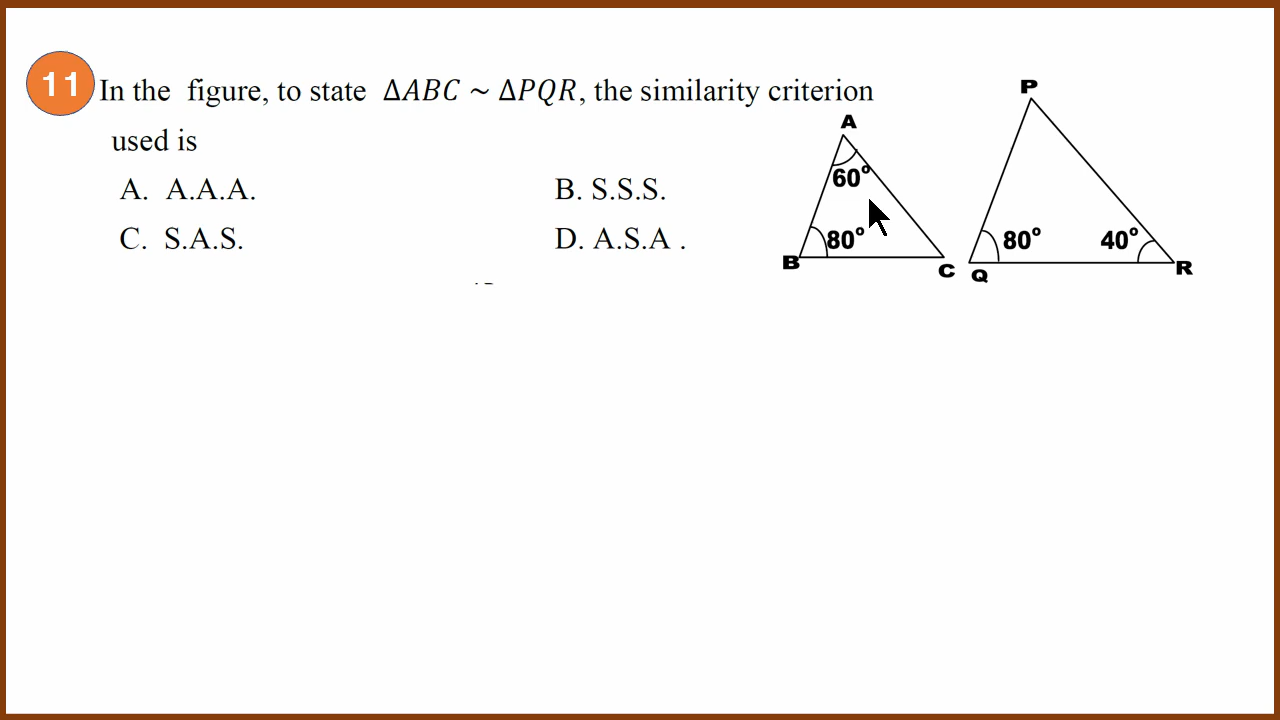 11 In the figure, to state ΔABC ~ ΔPQR, the similarity criterion
used is
A. A.A.A. B. S.S.S.
C. S.A.S. D. A.S.A .
A
60°
80°
B
C
P
80°
40°
Q
R